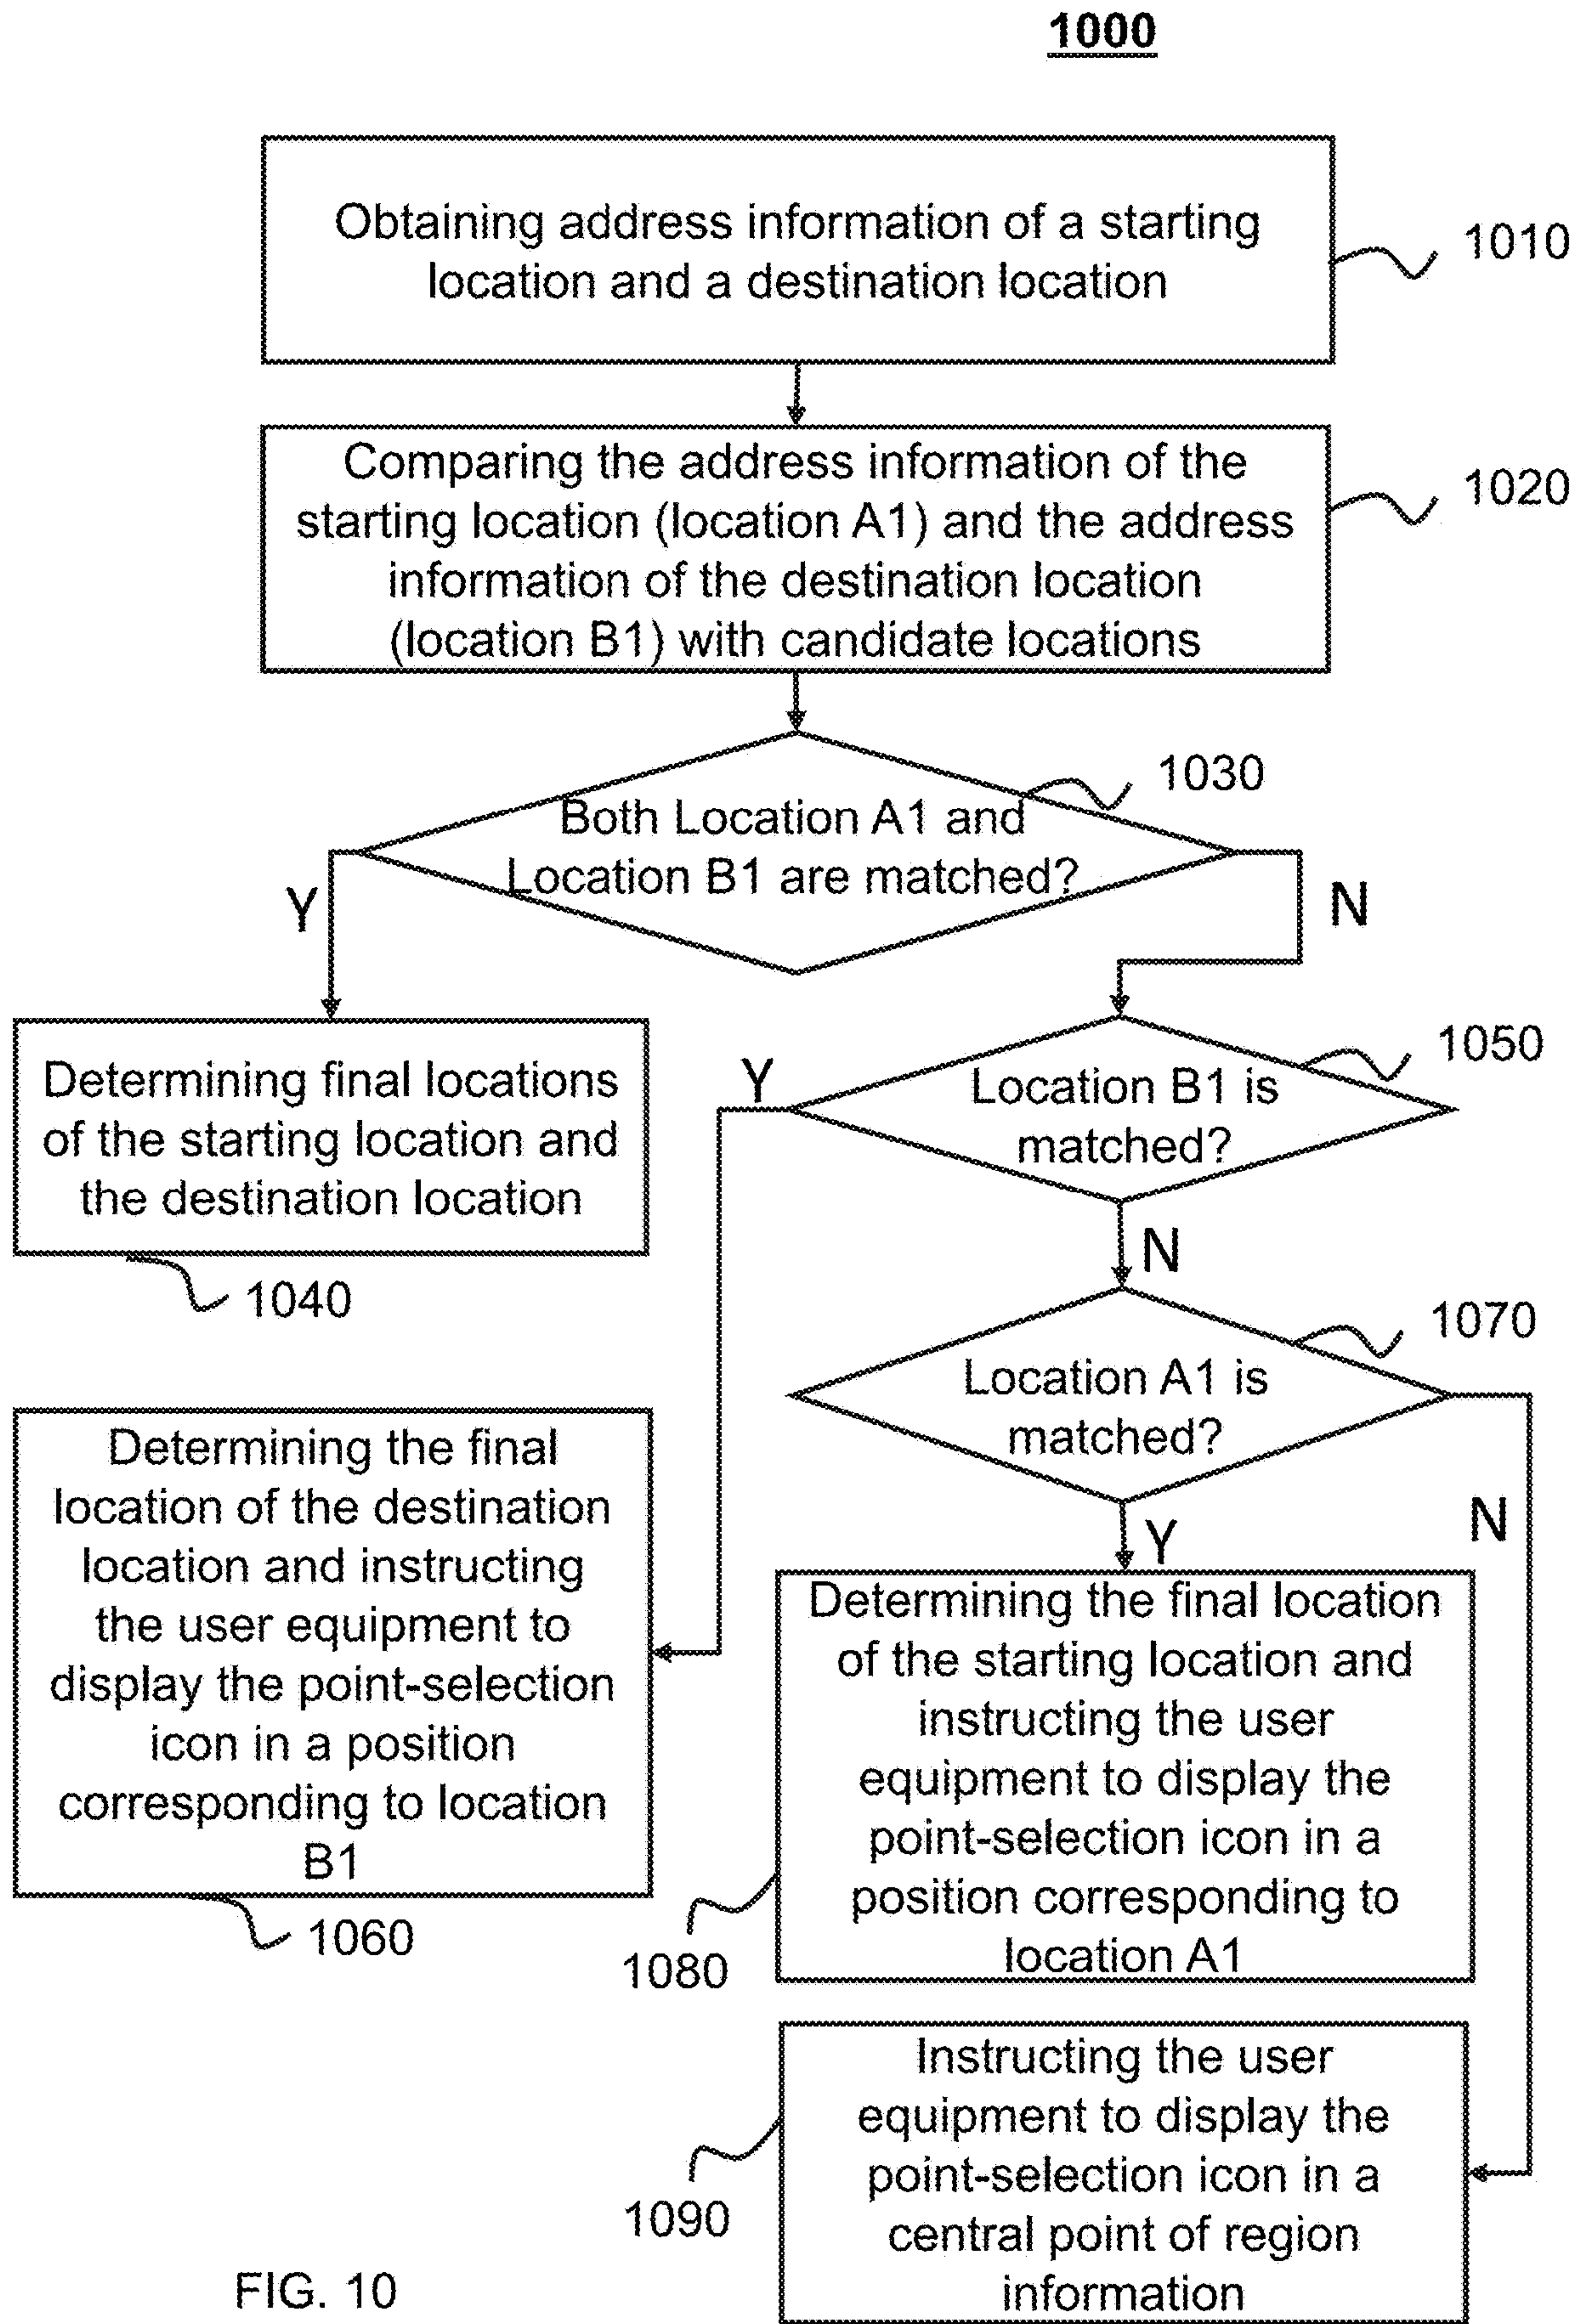 1000
Obtaining address information of a starting
location and a destination location
1010
Comparing the address information of the
starting location (location A1) and the address
information of the destination location
(location B1) with candidate locations
1020
1030
Both Location A1 and
Location B1 are matched?
Y
N
Determining final locations
of the starting location and
the destination location
1040
1050
Location B1 is
matched?
Y
N
1070
Location A1 is
matched?
Y
N
Determining the final
location of the destination
location and instructing
the user equipment to
display the point-selection
icon in a position
corresponding to location
B1
1060
Determining the final location
of the starting location and
instructing the user
equipment to display the
point-selection icon in a
position corresponding to
location A1
1080
Instructing the user
equipment to display the
point-selection icon in a
central point of region
information
1090
FIG. 10